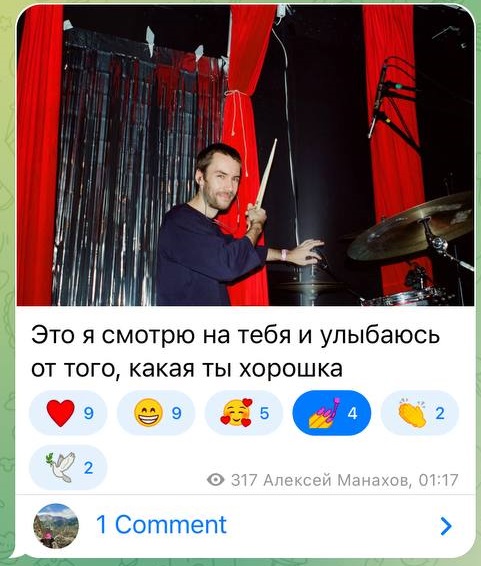 Это я смотрю на тебя и улыбаюсь
от того, какая ты хорошка
9 9 5 4 2
2 317 Алексей Манахов, 01:17
1 Comment